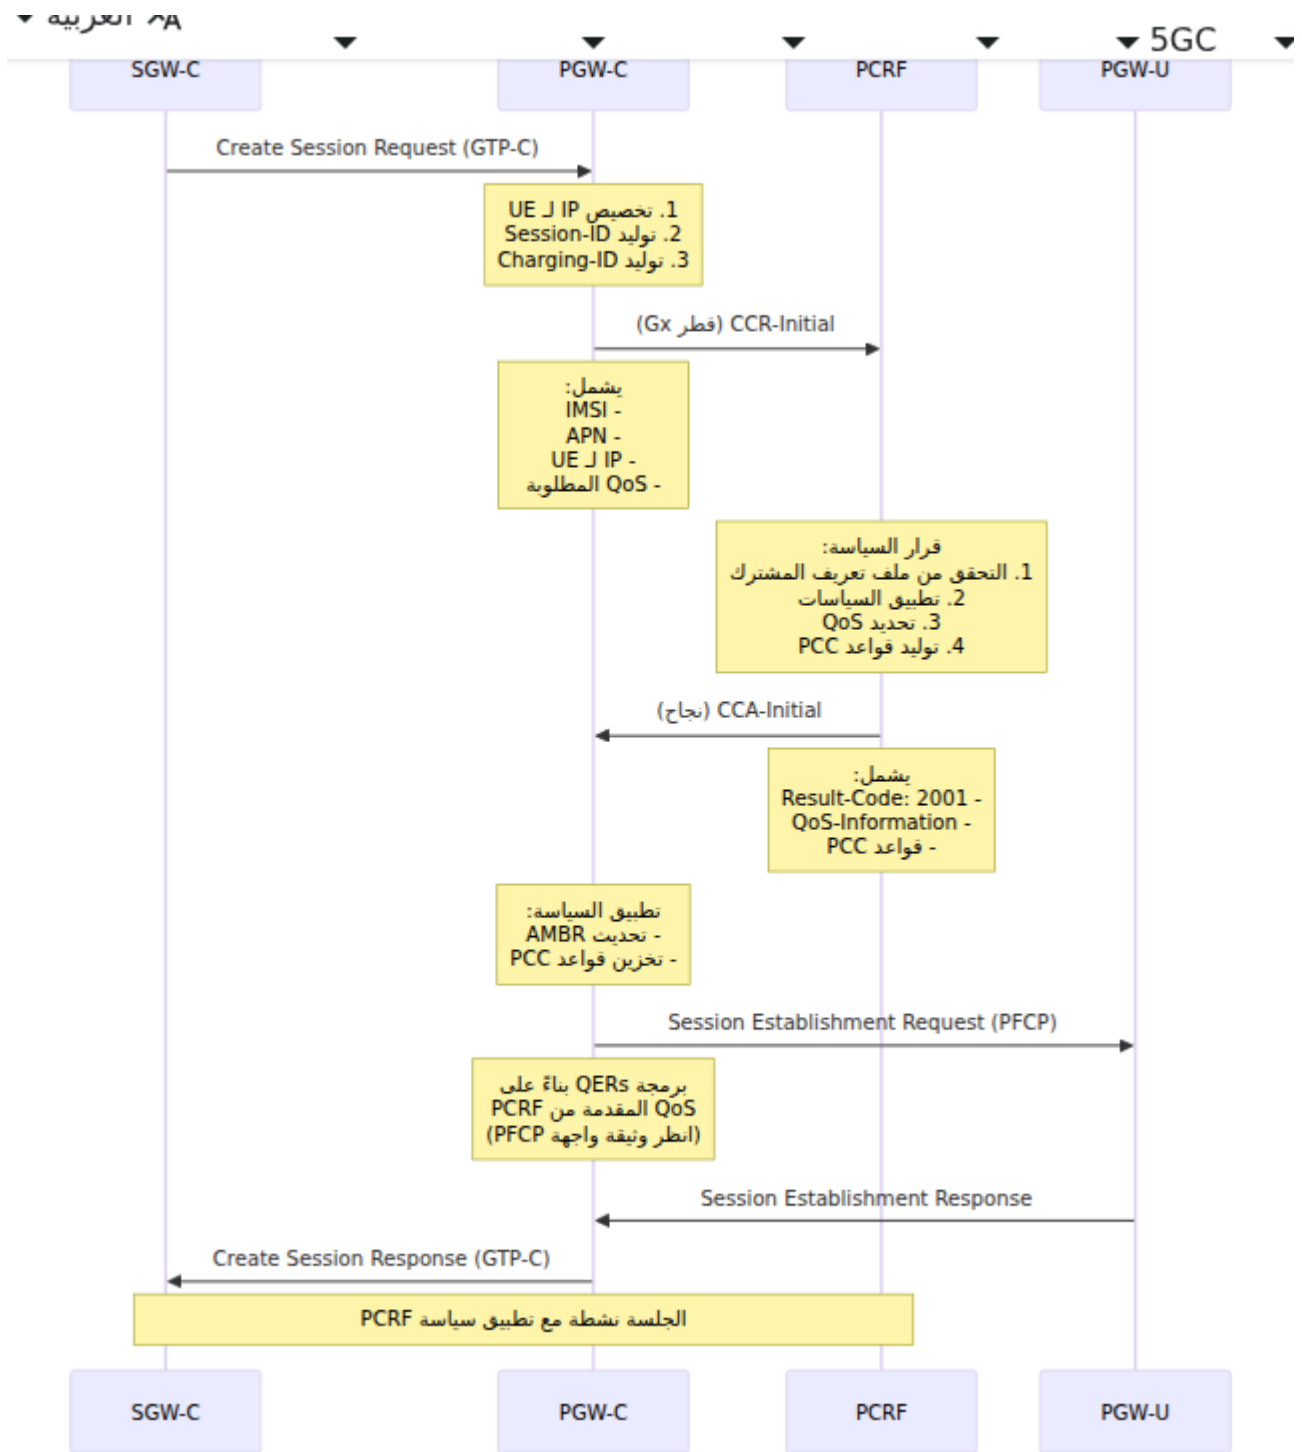 العربية
5GC
SGW-C
PGW-C
PCRF
PGW-U
Create Session Request (GTP-C)
1. تخصيص IP لـ UE
2. توليد Session-ID
3. توليد Charging-ID
CCR-Initial (قطر Gx)
يشمل:
- IMSI
- APN
- IP لـ UE
- QoS المطلوبة
قرار السياسة:
1. التحقق من ملف تعريف المشترك
2. تطبيق السياسات
3. تحديد QoS
4. توليد قواعد PCC
CCA-Initial (نجاح)
يشمل:
- Result-Code: 2001
- QoS-Information
- قواعد PCC
تطبيق السياسة:
- تحديث AMBR
- تخزين قواعد PCC
Session Establishment Request (PFCP)
برمجة QERs بناءً على
QoS المقدمة من PCRF
(انظر وثيقة واجهة PFCP)
Session Establishment Response
Create Session Response (GTP-C)
الجلسة نشطة مع تطبيق سياسة PCRF
SGW-C
PGW-C
PCRF
PGW-U